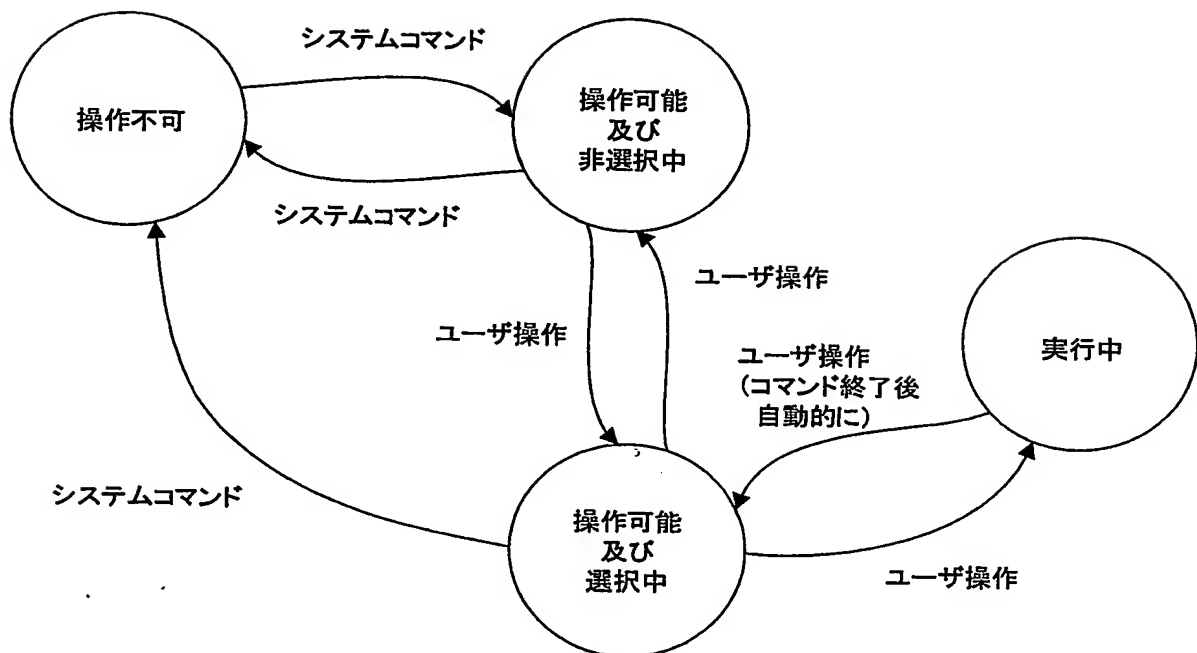 システムコマンド
操作不可
操作可能
及び
非選択中
システムコマンド
ユーザ操作
ユーザ操作
実行中
ユーザ操作
(コマンド終了後
自動的に)
システムコマンド
操作可能
及び
選択中
ユーザ操作